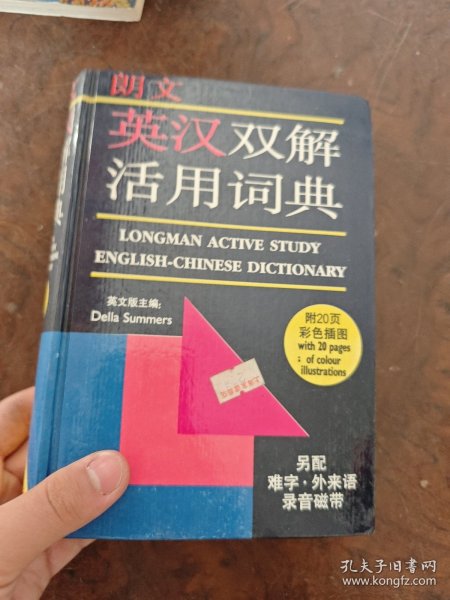 朗文
英汉双解
活用词典
LONGMAN ACTIVE STUDY
ENGLISH-CHINESE DICTIONARY
英文版主编:
Della Summers
附20页
彩色插图
with 20 pages
of colour
illustrations
另配
难字·外来语
录音磁带
孔夫子旧书网
www.kongfz.com